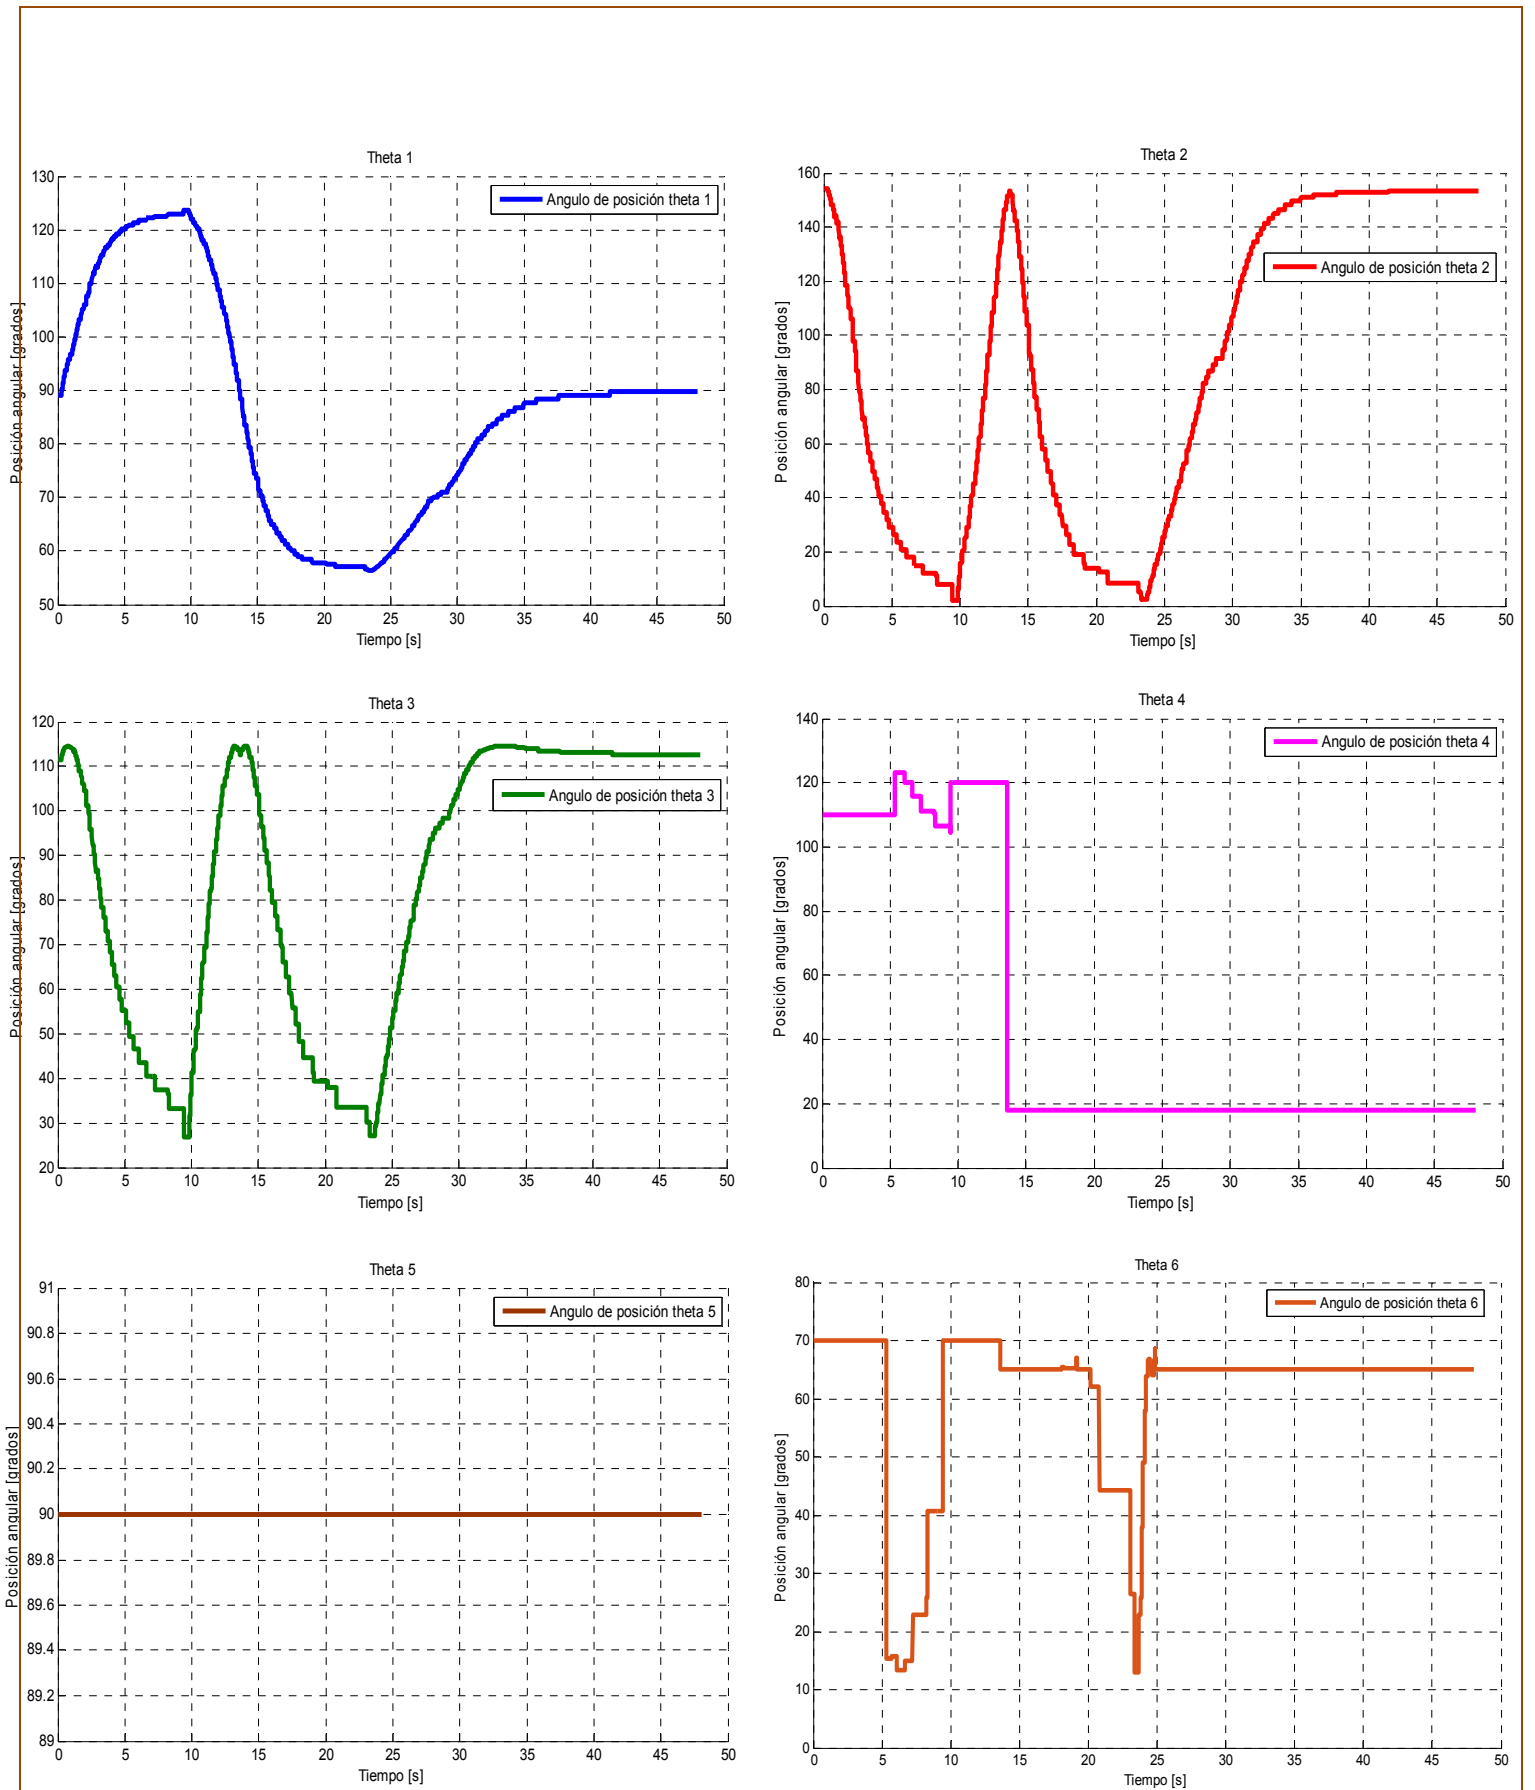 Theta 1
130
120
110
100
90
80
70
60
50
Posición angular [grados]
Angulo de posición theta 1
0 5 10 15 20 25 30 35 40 45 50
Tiempo [s]
Theta 2
160
140
120
100
80
60
40
20
0
Posición angular [grados]
Angulo de posición theta 2
0 5 10 15 20 25 30 35 40 45 50
Tiempo [s]
Theta 3
120
110
100
90
80
70
60
50
40
30
20
Posición angular [grados]
Angulo de posición theta 3
0 5 10 15 20 25 30 35 40 45 50
Tiempo [s]
Theta 4
140
120
100
80
60
40
20
0
Posición angular [grados]
Angulo de posición theta 4
0 5 10 15 20 25 30 35 40 45 50
Tiempo [s]
Theta 5
91
90.8
90.6
90.4
90.2
90
89.8
89.6
89.4
89.2
89
Posición angular [grados]
Angulo de posición theta 5
0 5 10 15 20 25 30 35 40 45 50
Tiempo [s]
Theta 6
80
70
60
50
40
30
20
10
0
Posición angular [grados]
Angulo de posición theta 6
0 5 10 15 20 25 30 35 40 45 50
Tiempo [s]